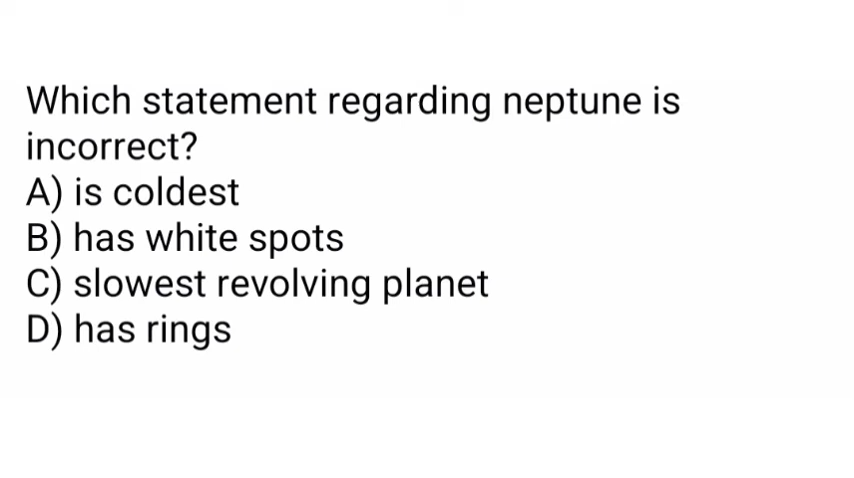 Which statement regarding neptune is
incorrect?
A) is coldest
B) has white spots
C) slowest revolving planet
D) has rings